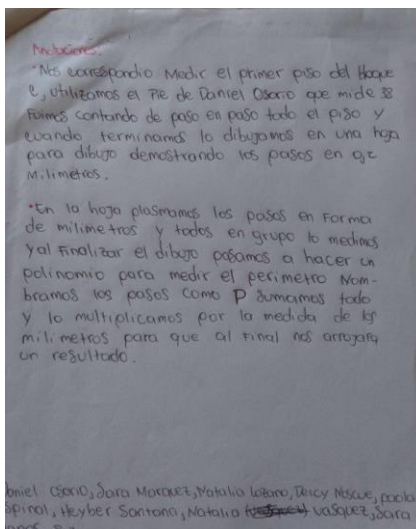 Anotaciones:
*Nos correspondio Medir el primer piso del bloque
C, utilizamos el Pie de Daniel Osorio que mide 38
Fuimos contando de paso en paso todo el piso y
cuando terminamos lo dibujamos en una hoja
para dibujo demostrando los pasos en 0,2
Milimetros.
*En la hoja plasmamos los pasos en Forma
de milimetros y todos en grupo lo medimos
y al Finalizar el dibujo pasamos a hacer un
polinomio para medir el perimetro Nom-
bramos los pasos como P sumamos todo
y lo multiplicamos por la medida de los
milimetros para que al Final nos arrojara
un resultado.
Daniel Osorio, Sara Marquez, Natalia Lozano, Deicy Noscue, paola
Espinal, Heyber Santana, Natalia Vasquez, Sara